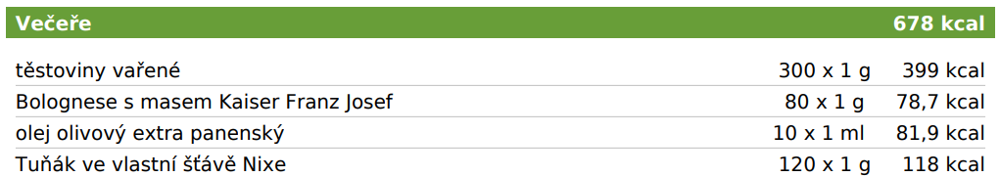 Večeře 678 kcal
těstoviny vařené 300 x 1 g 399 kcal
Bolognese s masem Kaiser Franz Josef 80 x 1 g 78,7 kcal
olej olivový extra panenský 10 x 1 ml 81,9 kcal
Tuňák ve vlastní šťávě Nixe 120 x 1 g 118 kcal